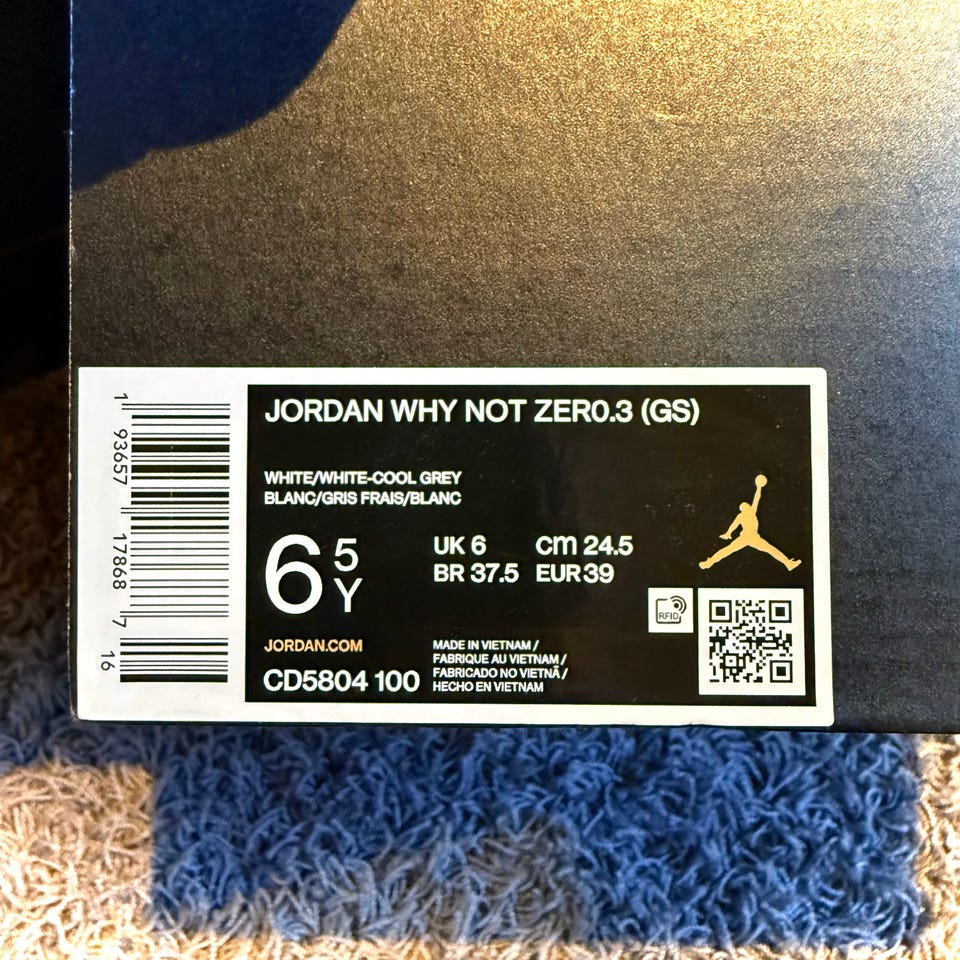 JORDAN WHY NOT ZER0.3 (GS)
WHITE/WHITE-COOL GREY
BLANC/GRIS FRAIS/BLANC
6 5 Y
UK 6 cm 24.5
BR 37.5 EUR 39
JORDAN.COM
CD5804 100
MADE IN VIETNAM /
FABRIQUE AU VIETNAM /
FABRICADO NO VIETNÃ /
HECHO EN VIETNAM
RFID
1 93657 17868 7
16